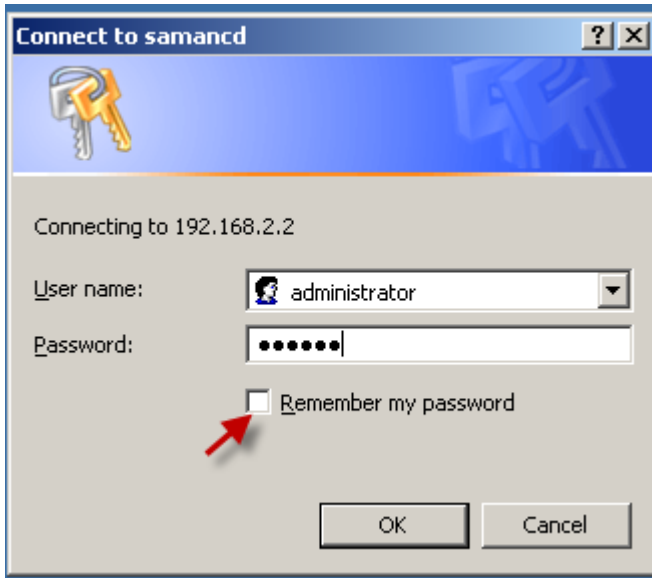 Connect to samancd
Connecting to 192.168.2.2
User name: administrator
Password: ••••••
Remember my password
OK Cancel